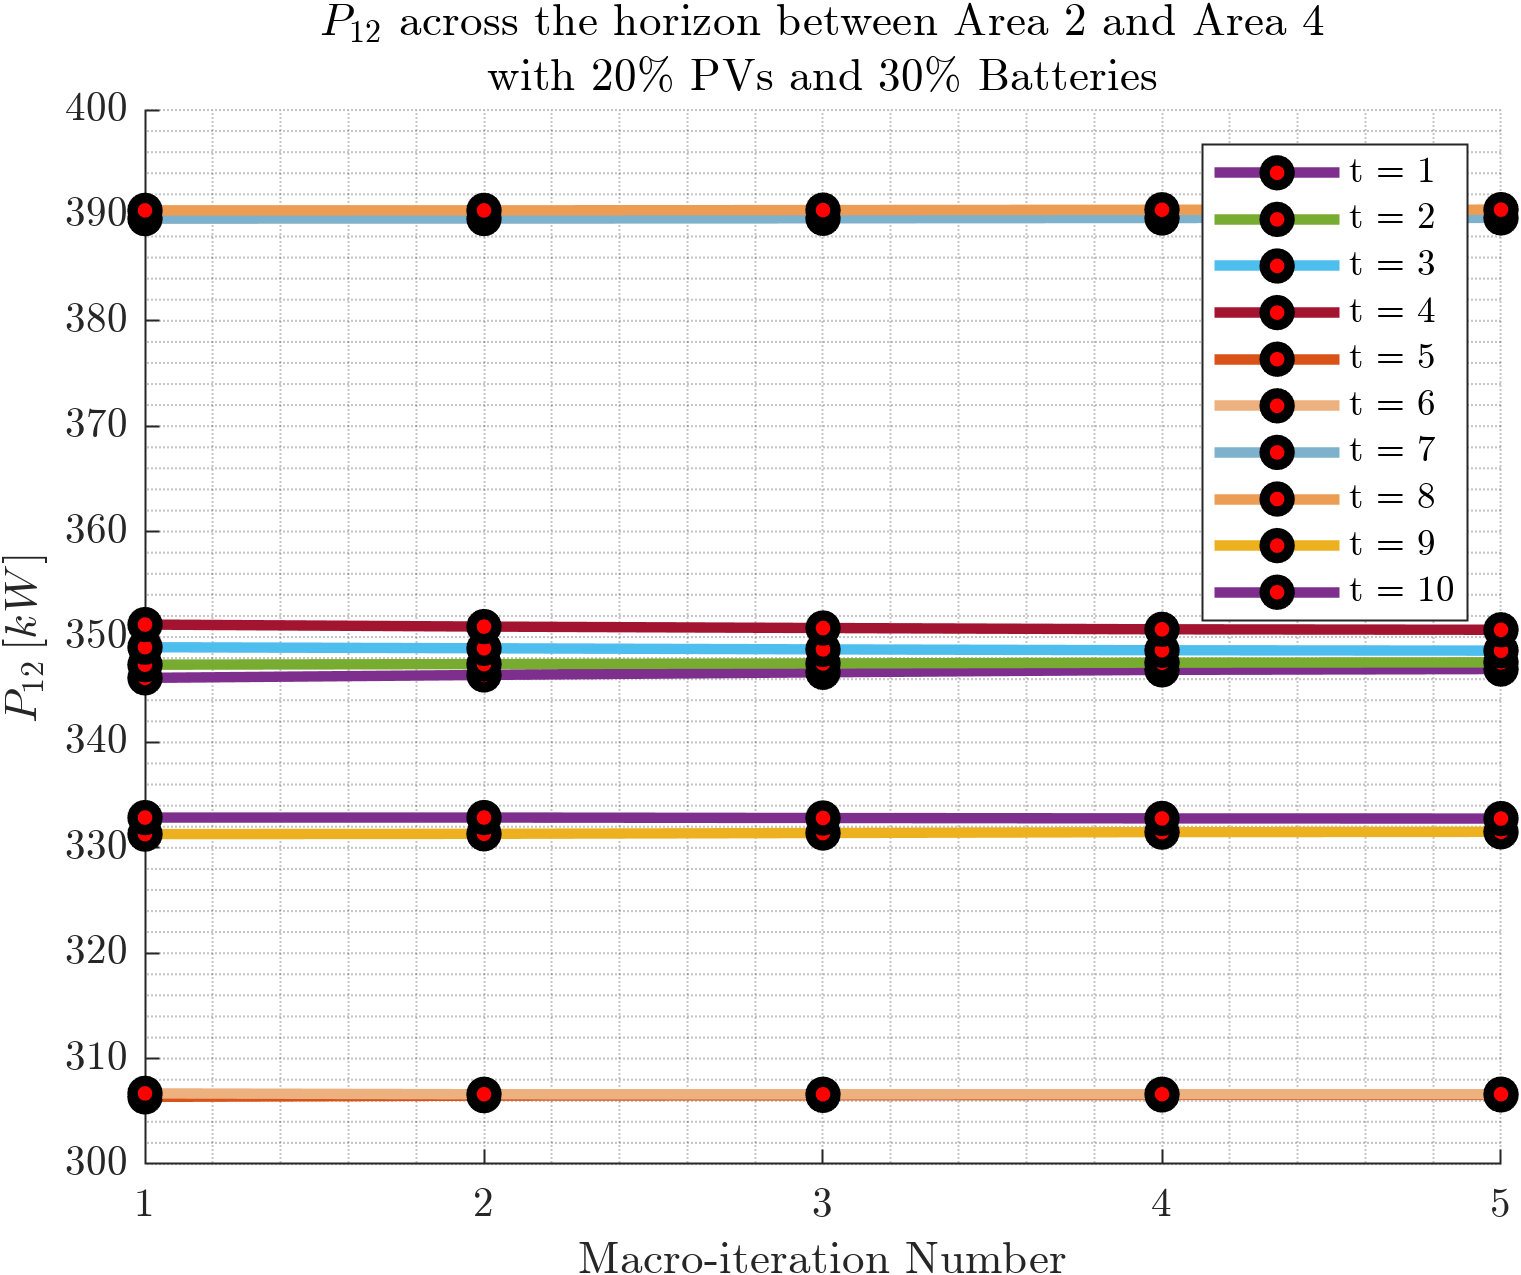 P12 across the horizon between Area 2 and Area 4
with 20% PVs and 30% Batteries
400
390
380
370
360
350
340
330
320
310
300
P12 [kW]
t = 1
t = 2
t = 3
t = 4
t = 5
t = 6
t = 7
t = 8
t = 9
t = 10
1 2 3 4 5
Macro-iteration Number